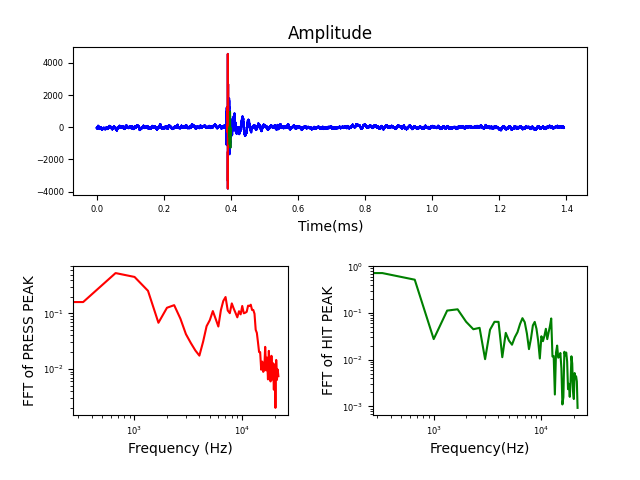 Amplitude
4000
2000
0
−2000
−4000
0.0 0.2 0.4 0.6 0.8 1.0 1.2 1.4
Time(ms)
FFT of PRESS PEAK
10⁻¹
10⁻²
10³ 10⁴
Frequency (Hz)
FFT of HIT PEAK
10⁰
10⁻¹
10⁻²
10⁻³
10³ 10⁴
Frequency(Hz)